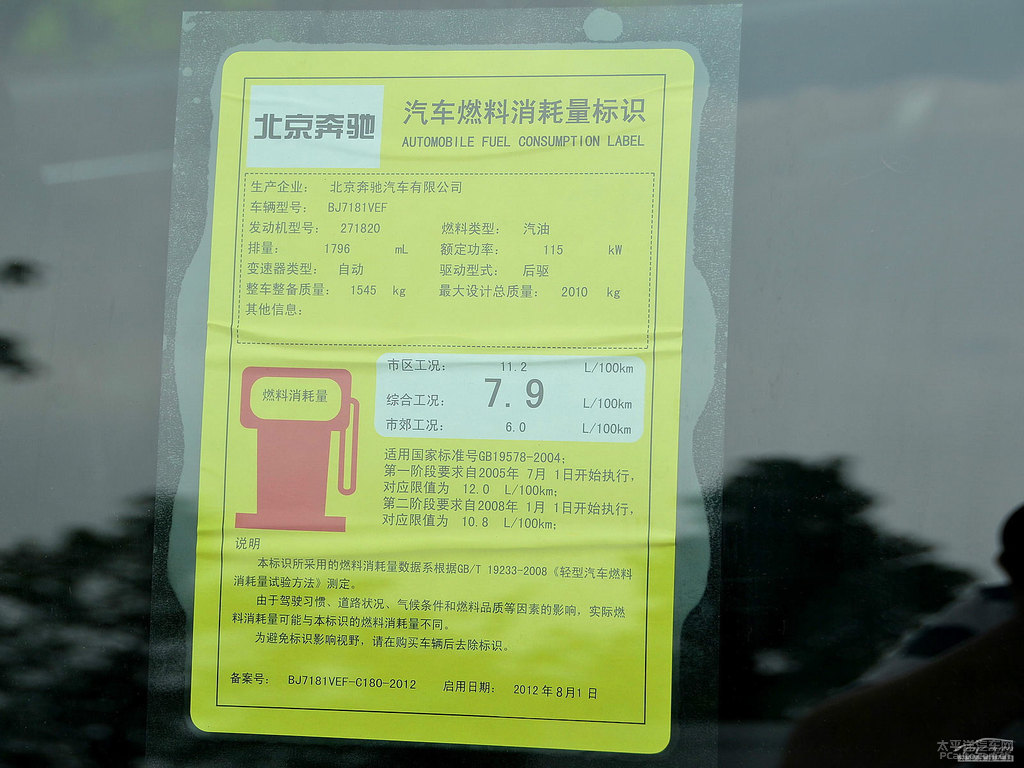 北京奔驰
汽车燃料消耗量标识
AUTOMOBILE FUEL CONSUMPTION LABEL
生产企业: 北京奔驰汽车有限公司
车辆型号: BJ7181VEF
发动机型号: 271820 燃料类型: 汽油
排量: 1796 mL 额定功率: 115 kW
变速器类型: 自动 驱动型式: 后驱
整车整备质量: 1545 kg 最大设计总质量: 2010 kg
其他信息:
燃料消耗量
市区工况: 11.2 L/100km
综合工况: 7.9 L/100km
市郊工况: 6.0 L/100km
适用国家标准号GB19578-2004;
第一阶段要求自2005年 7月 1日开始执行,
对应限值为 12.0 L/100km;
第二阶段要求自2008年 1月 1日开始执行,
对应限值为 10.8 L/100km;
说明
本标识所采用的燃料消耗量数据系根据GB/T 19233-2008《轻型汽车燃料
消耗量试验方法》测定。
由于驾驶习惯、道路状况、气候条件和燃料品质等因素的影响,实际燃
料消耗量可能与本标识的燃料消耗量不同。
为避免标识影响视野,请在购买车辆后去除标识。
备案号: BJ7181VEF-C180-2012 启用日期: 2012年8月1日
太平洋汽车网
PCauto.com.cn